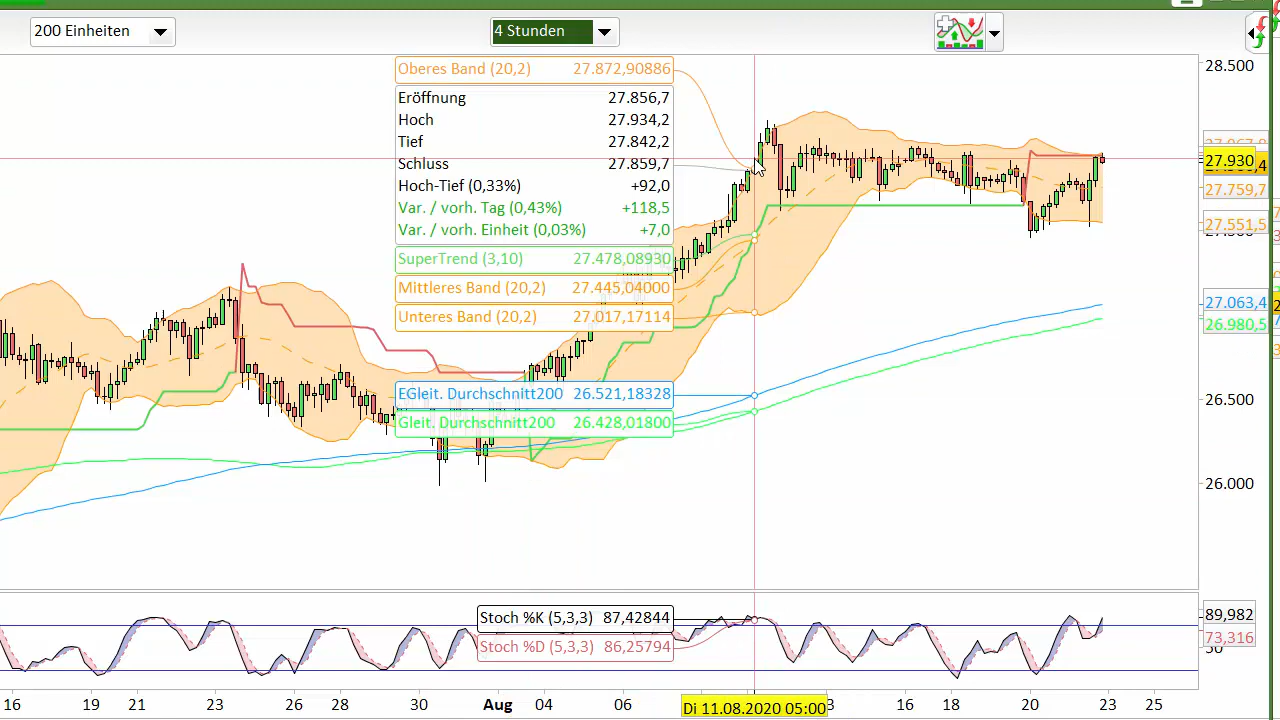 200 Einheiten
4 Stunden
Oberes Band (20,2) 27.872,90886
Eröffnung 27.856,7
Hoch 27.934,2
Tief 27.842,2
Schluss 27.859,7
Hoch-Tief (0,33%) +92,0
Var. / vorh. Tag (0,43%) +118,5
Var. / vorh. Einheit (0,03%) +7,0
SuperTrend (3,10) 27.478,08930
Mittleres Band (20,2) 27.445,04000
Unteres Band (20,2) 27.017,17114
EGleit. Durchschnitt200 26.521,18328
Gleit. Durchschnitt200 26.428,01800
28.500
27.930
27.759,7
27.551,5
27.063,4
26.980,5
26.500
26.000
Stoch %K (5,3,3) 87,42844
Stoch %D (5,3,3) 86,25794
89,982
73,316
16 19 21 23 26 28 30 Aug 04 06 Di 11.08.2020 05:00 16 18 20 23 25